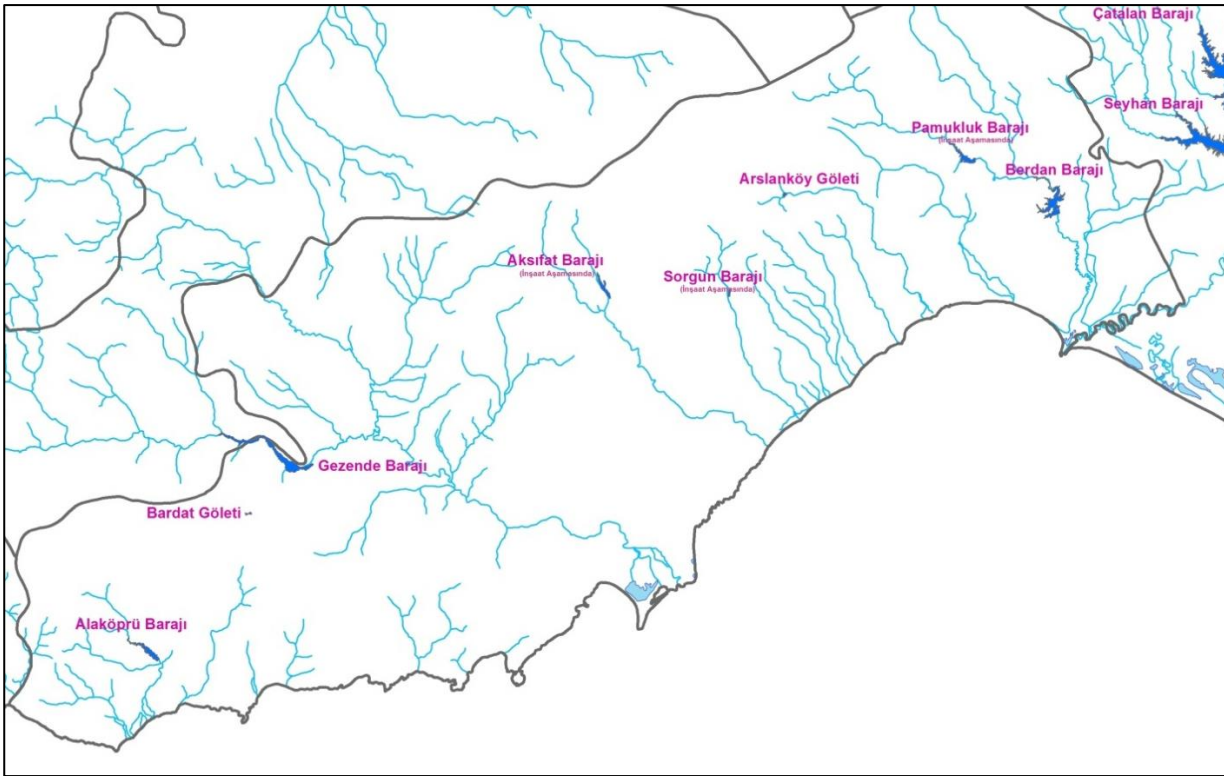 Çatalan Barajı
Seyhan Barajı
Pamukluk Barajı
(İnşaat Aşamasında)
Berdan Barajı
Arslanköy Göleti
Aksıfat Barajı
(İnşaat Aşamasında)
Sorgun Barajı
(İnşaat Aşamasında)
Gezende Barajı
Bardat Göleti
Alaköprü Barajı